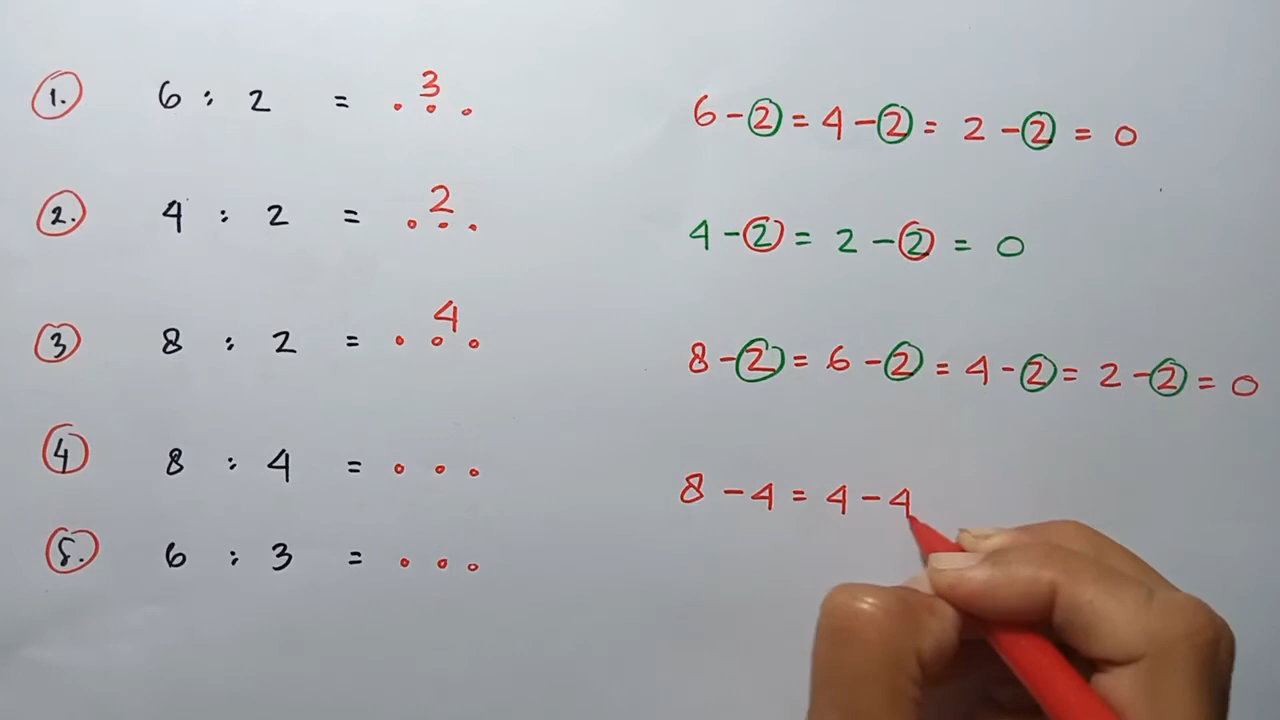 1. 6 : 2 = . . . 3
6 - 2 = 4 - 2 = 2 - 2 = 0
2. 4 : 2 = . . . 2
4 - 2 = 2 - 2 = 0
3 8 : 2 = . . . 4
8 - 2 = 6 - 2 = 4 - 2 = 2 - 2 = 0
4 8 : 4 = . . .
8 - 4 = 4 - 4
5. 6 : 3 = . . .